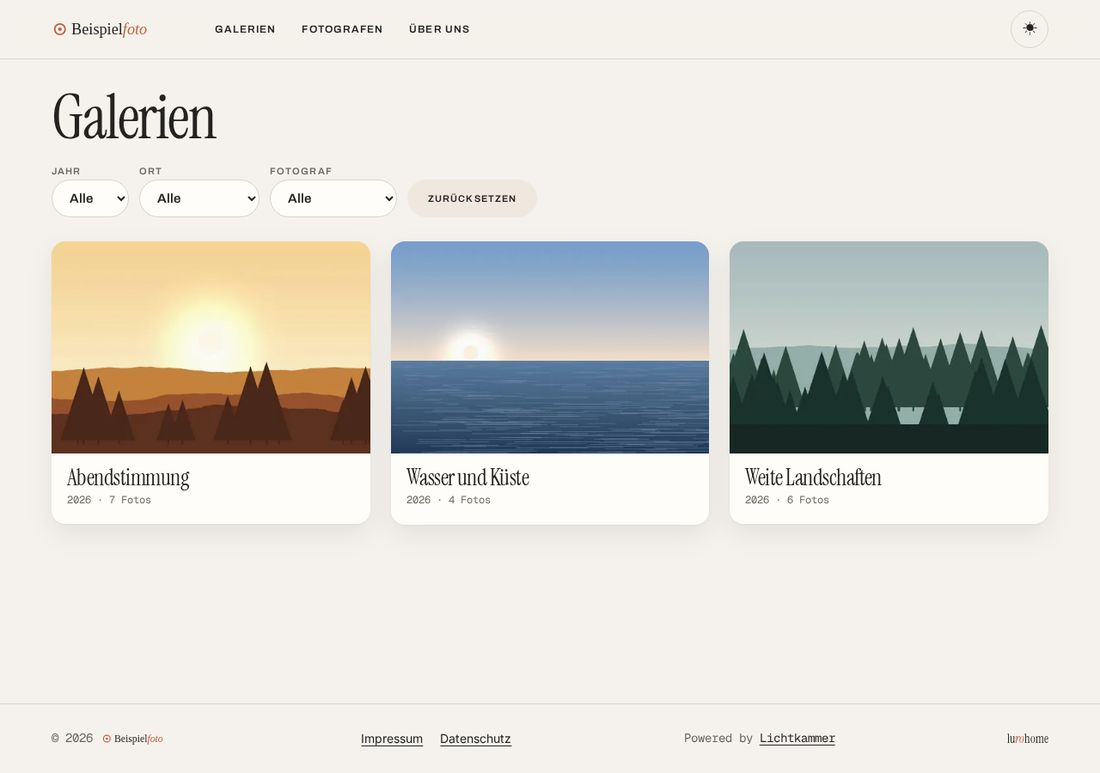 Beispielfoto
GALERIEN FOTOGRAFEN ÜBER UNS
Galerien
JAHR ORT FOTOGRAF
Alle Alle Alle ZURÜCKSETZEN
Abendstimmung
2026 · 7 Fotos
Wasser und Küste
2026 · 4 Fotos
Weite Landschaften
2026 · 6 Fotos
© 2026 Beispielfoto Impressum Datenschutz Powered by Lichtkammer lurohome